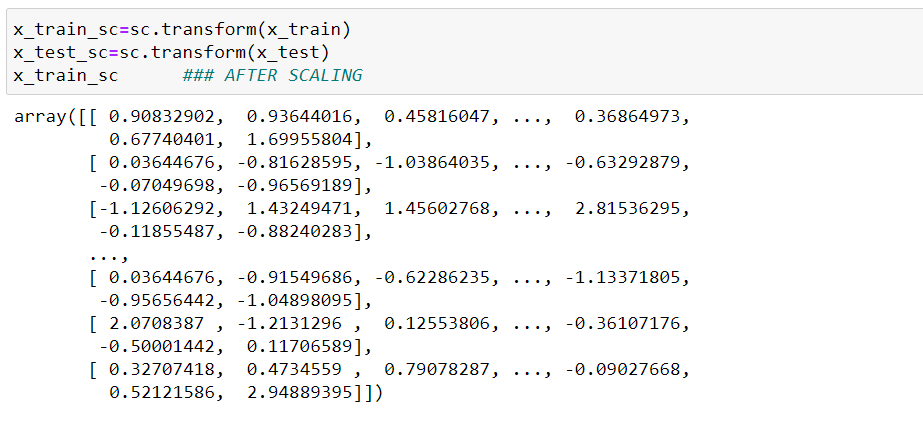 x_train_sc=sc.transform(x_train)
x_test_sc=sc.transform(x_test)
x_train_sc      ### AFTER SCALING
array([[ 0.90832902,  0.93644016,  0.45816047, ...,  0.36864973,
         0.67740401,  1.69955804],
       [ 0.03644676, -0.81628595, -1.03864035, ..., -0.63292879,
        -0.07049698, -0.96569189],
       [-1.12606292,  1.43249471,  1.45602768, ...,  2.81536295,
        -0.11855487, -0.88240283],
       ...,
       [ 0.03644676, -0.91549686, -0.62286235, ..., -1.13371805,
        -0.95656442, -1.04898095],
       [ 2.0708387 , -1.2131296 ,  0.12553806, ..., -0.36107176,
        -0.50001442,  0.11706589],
       [ 0.32707418,  0.4734559 ,  0.79078287, ..., -0.09027668,
         0.52121586,  2.94889395]])